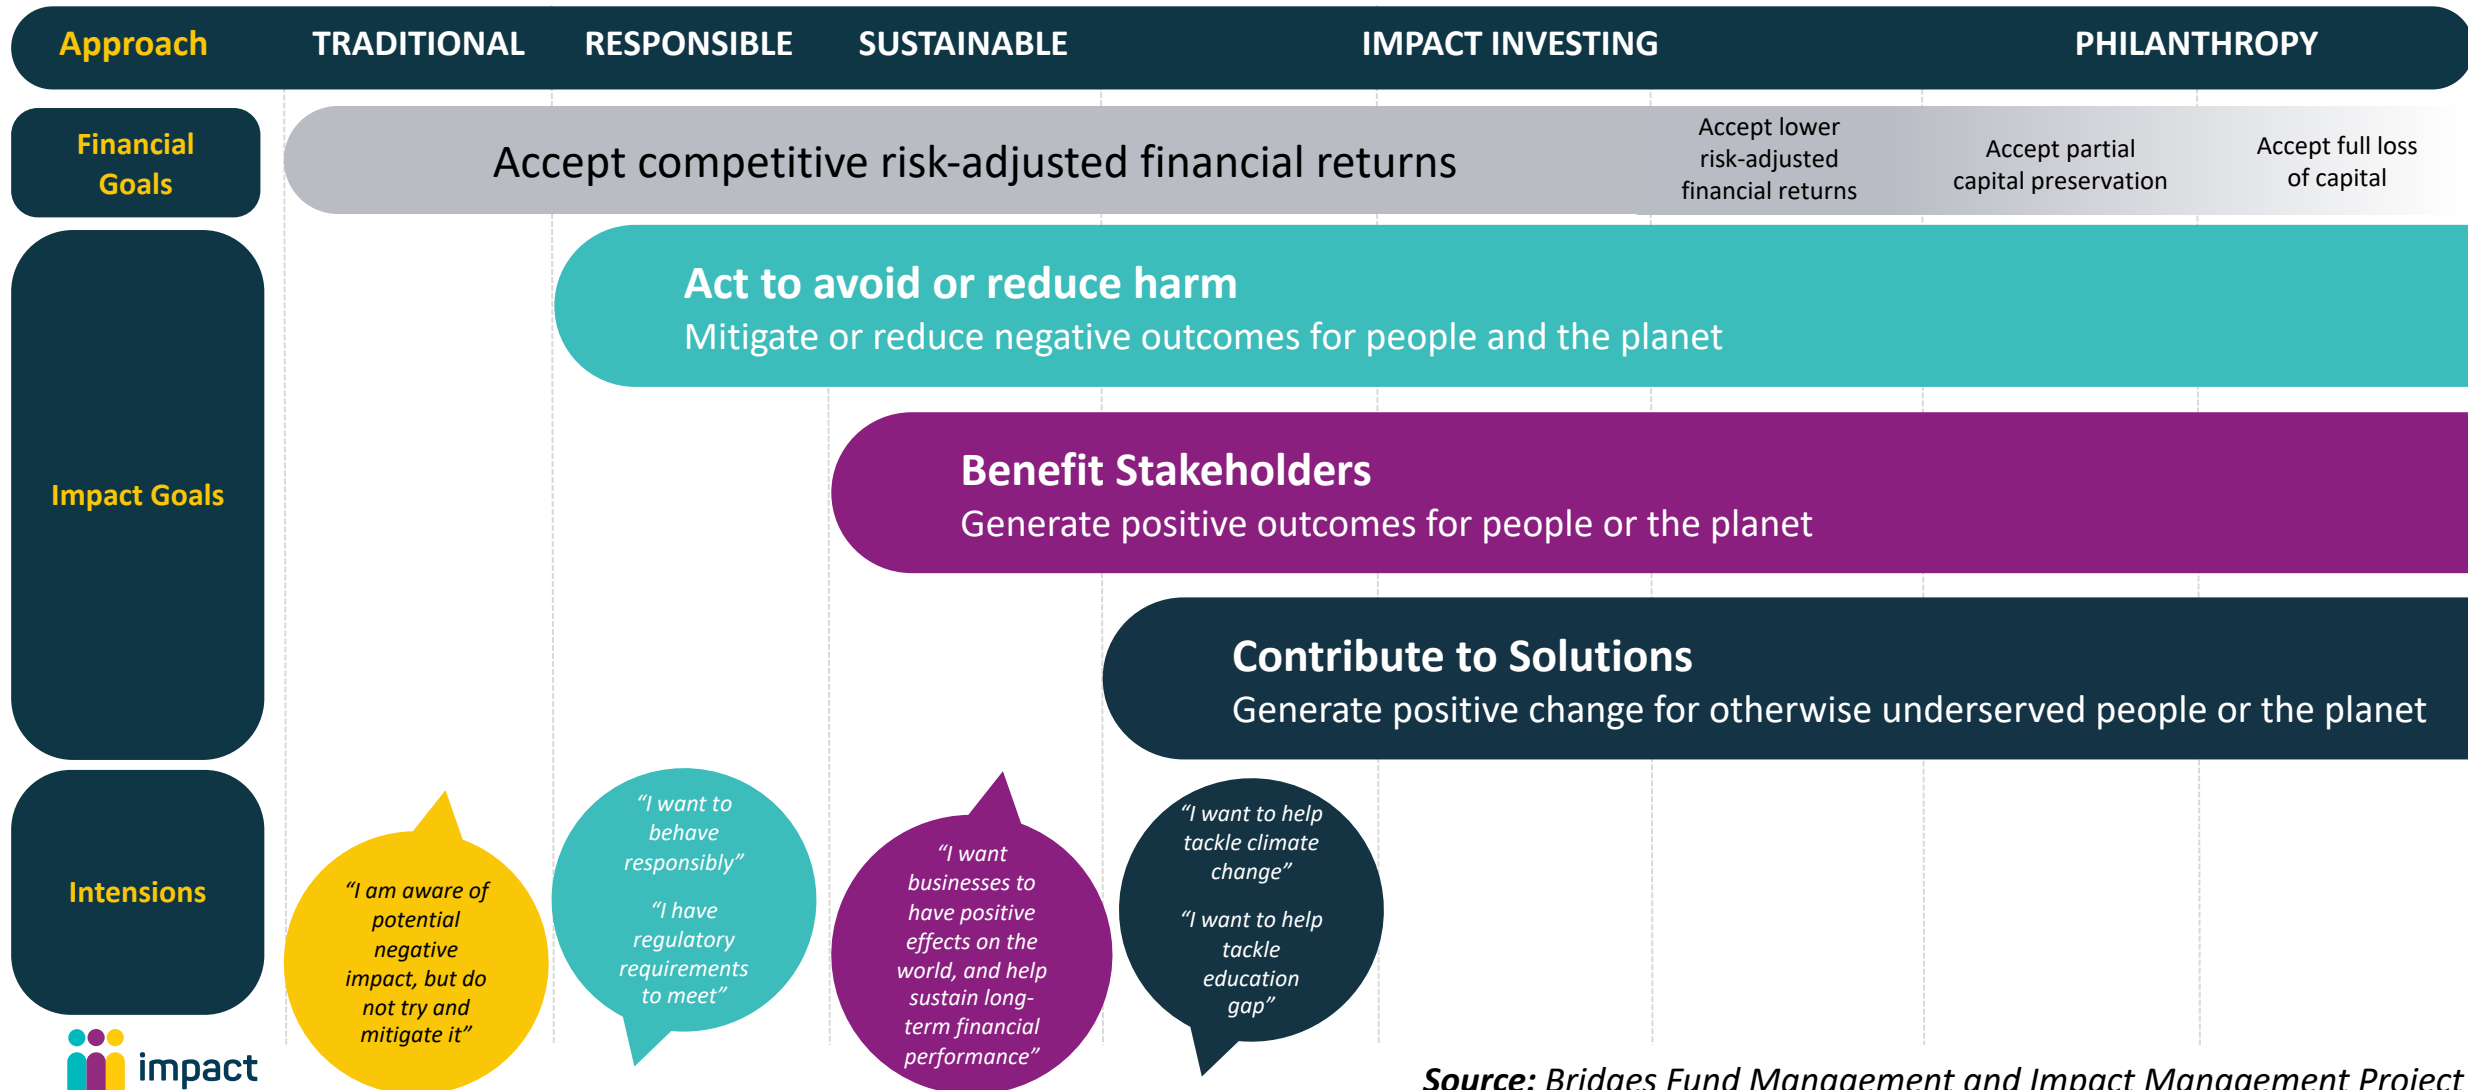 Approach
TRADITIONAL
RESPONSIBLE
SUSTAINABLE
IMPACT INVESTING
PHILANTHROPY
Financial
Goals
Accept competitive risk-adjusted financial returns
Accept lower
risk-adjusted
financial returns
Accept partial
capital preservation
Accept full loss
of capital
Impact Goals
Act to avoid or reduce harm
Mitigate or reduce negative outcomes for people and the planet
Benefit Stakeholders
Generate positive outcomes for people or the planet
Contribute to Solutions
Generate positive change for otherwise underserved people or the planet
Intensions
“I am aware of
potential
negative
impact, but do
not try and
mitigate it”
“I want to
behave
responsibly”
“I have
regulatory
requirements
to meet”
“I want
businesses to
have positive
effects on the
world, and help
sustain long-
term financial
performance”
“I want to help
tackle climate
change”
“I want to help
tackle
education
gap”
impact
Source: Bridges Fund Management and Impact Management Project